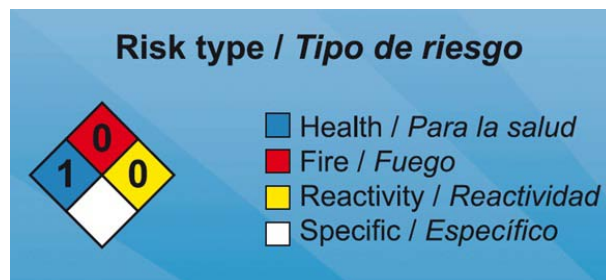 Risk type / Tipo de riesgo
0
1 0
Health / Para la salud
Fire / Fuego
Reactivity / Reactividad
Specific / Específico